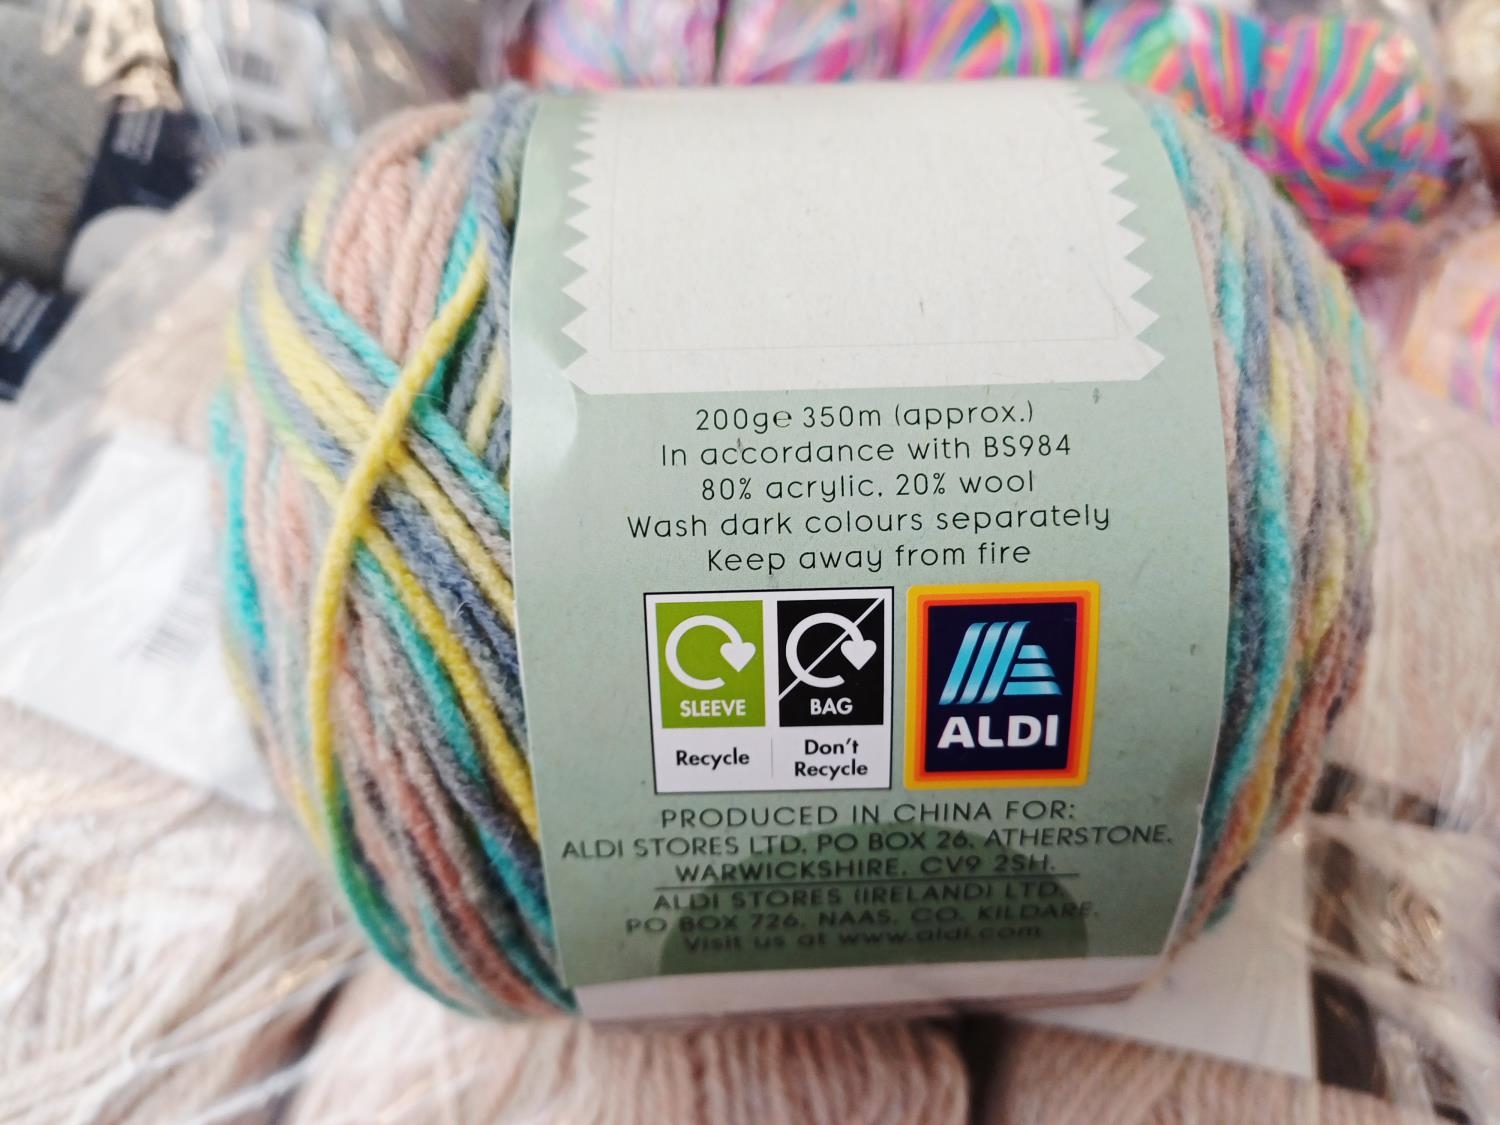 200g℮ 350m (approx.)
In accordance with BS984
80% acrylic, 20% wool
Wash dark colours separately
Keep away from fire
SLEEVE
BAG
Recycle
Don't
Recycle
ALDI
PRODUCED IN CHINA FOR:
ALDI STORES LTD, PO BOX 26, ATHERSTONE,
WARWICKSHIRE, CV9 2SH.
ALDI STORES (IRELAND) LTD.
PO BOX 726, NAAS, CO. KILDARE.
Visit us at www.aldi.com